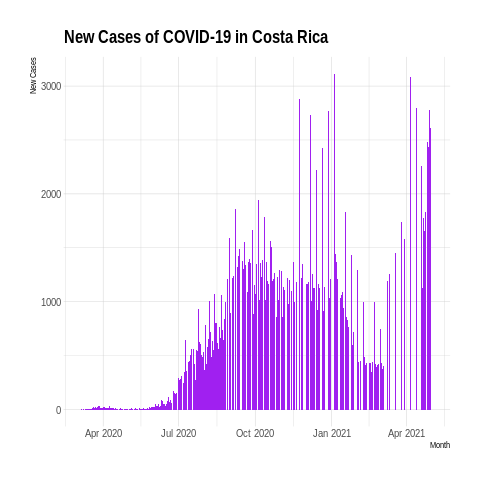 New Cases of COVID-19 in Costa Rica
New Cases
3000
2000
1000
0
Apr 2020 Jul 2020 Oct 2020 Jan 2021 Apr 2021
Month